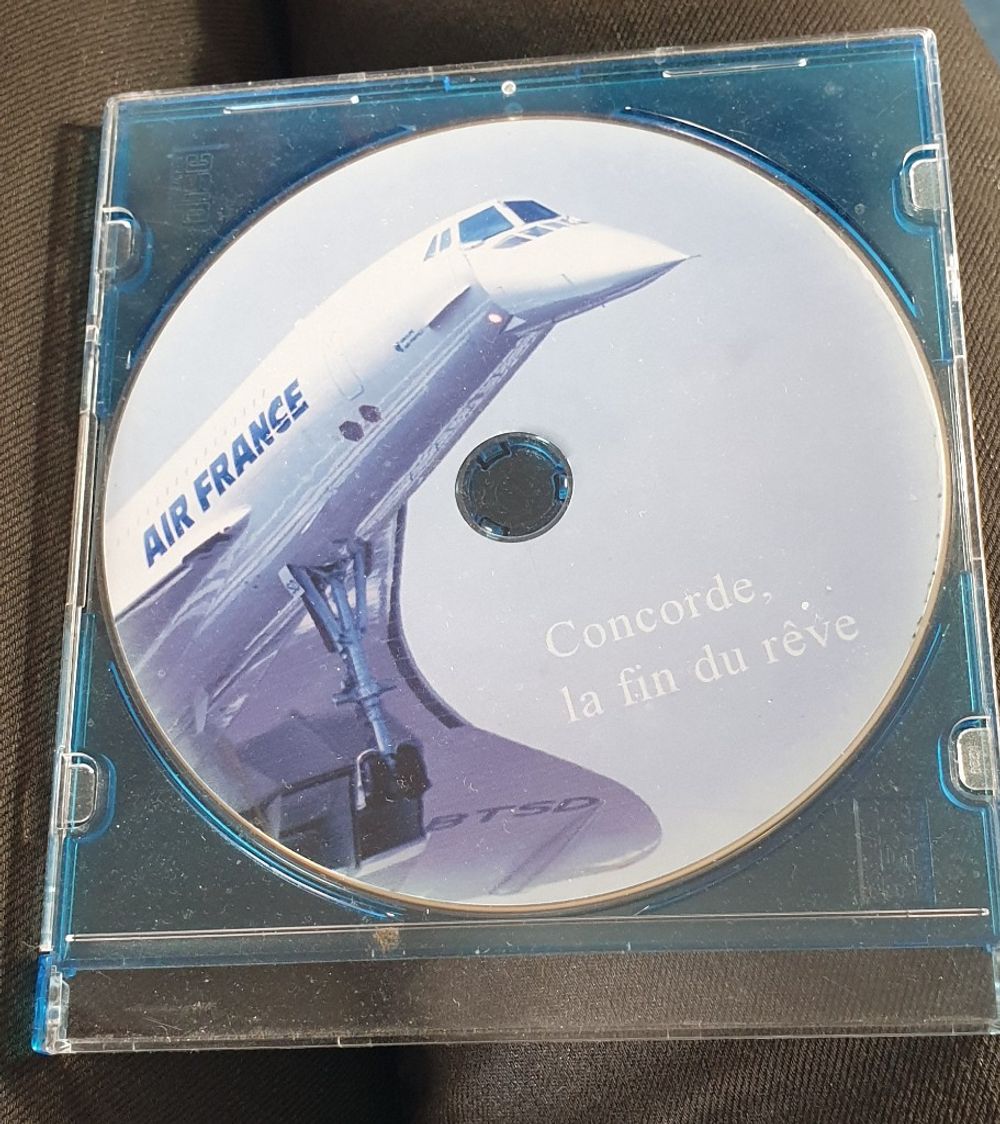 AIR FRANCE
Concorde,
la fin du rêve
BTSD